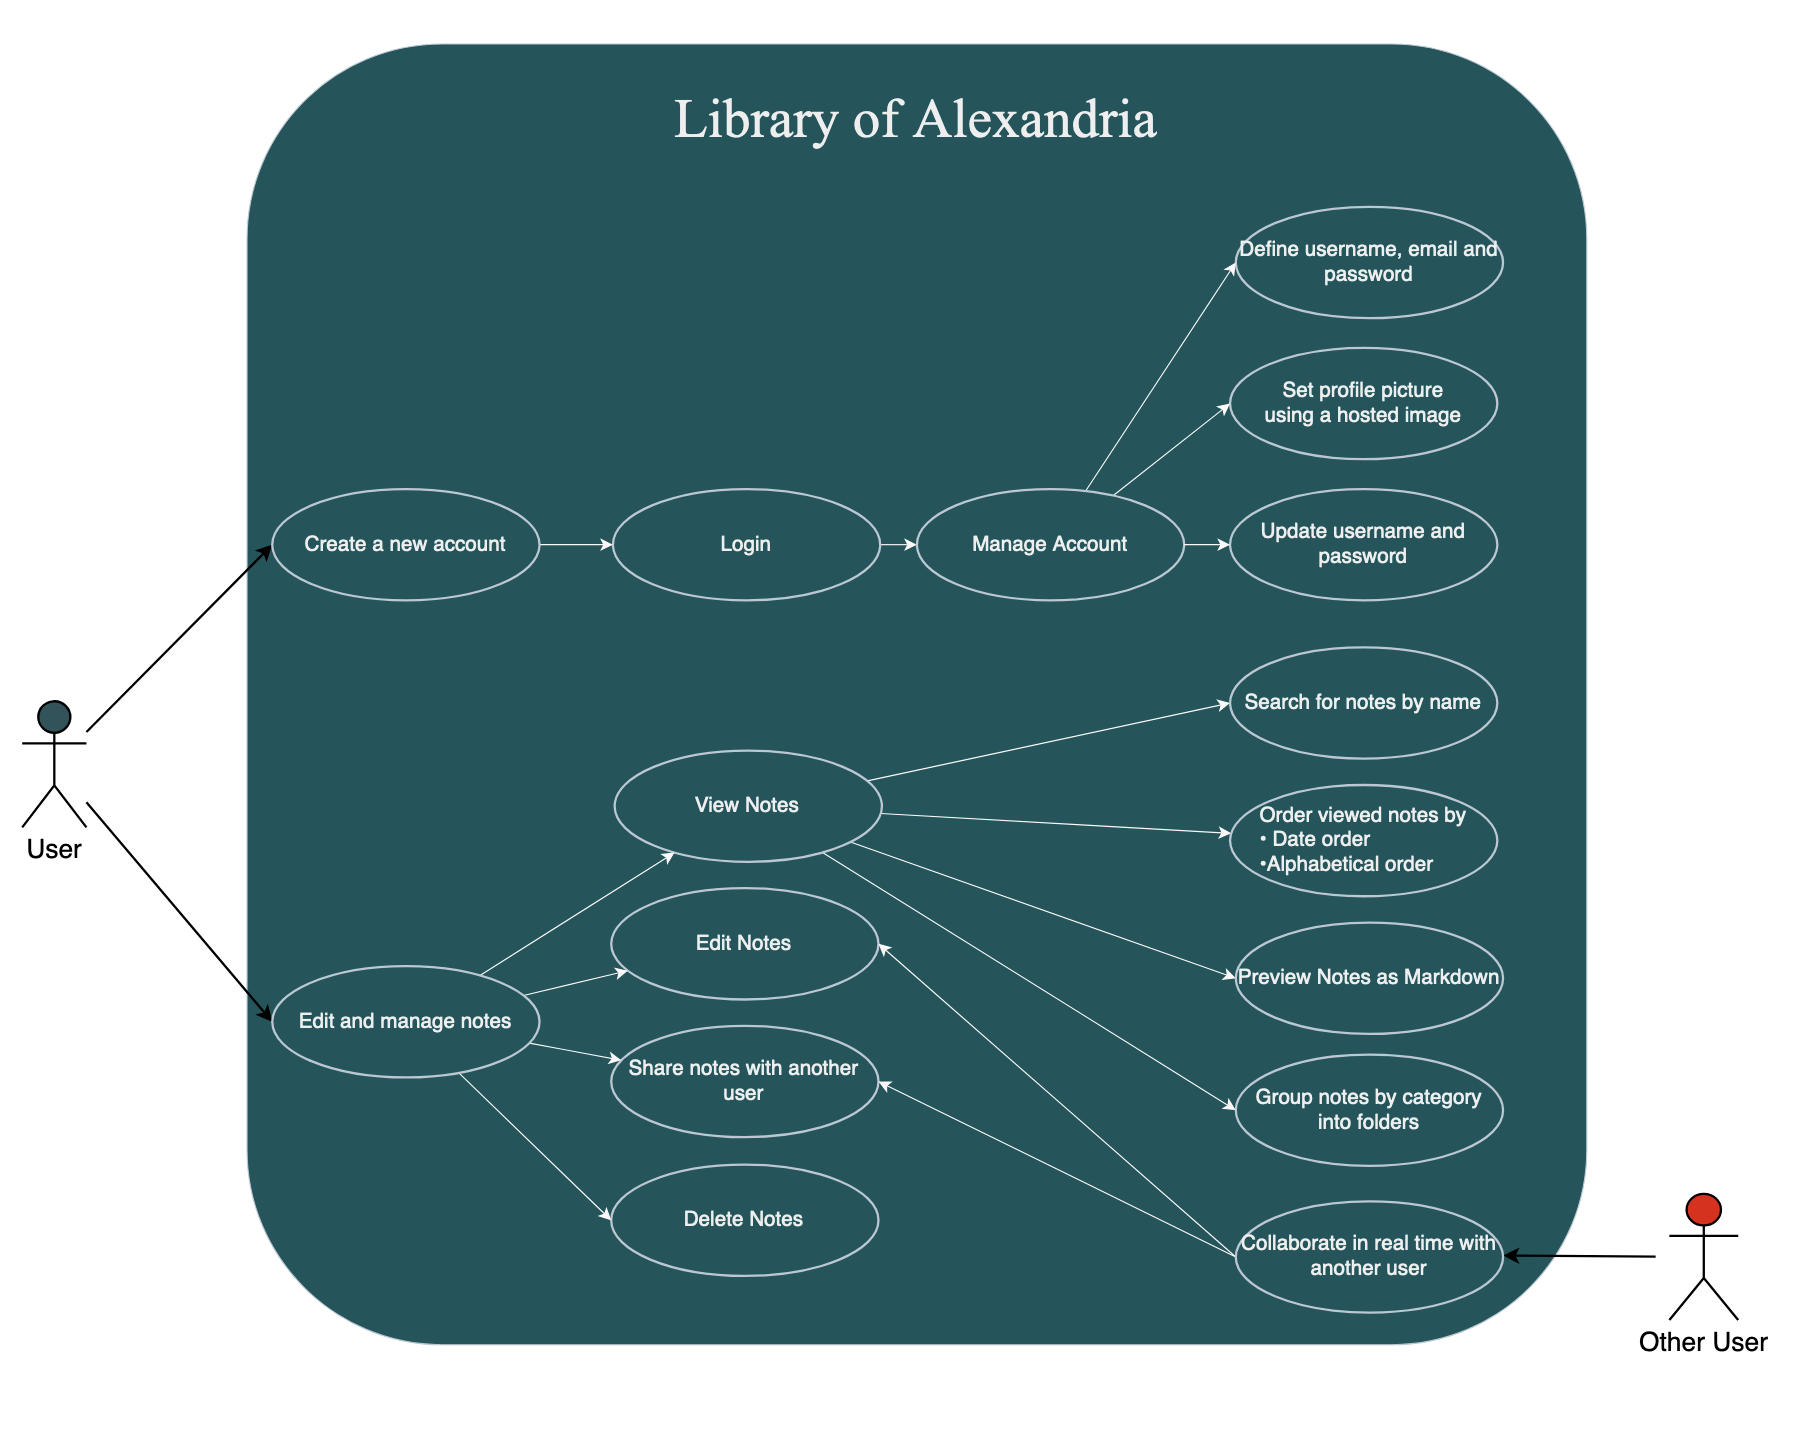 Library of Alexandria
Define username, email and
password
Set profile picture
using a hosted image
Create a new account
Login
Manage Account
Update username and
password
Search for notes by name
View Notes
Order viewed notes by
• Date order
•Alphabetical order
User
Edit Notes
Preview Notes as Markdown
Edit and manage notes
Share notes with another
user
Group notes by category
into folders
Delete Notes
Collaborate in real time with
another user
Other User